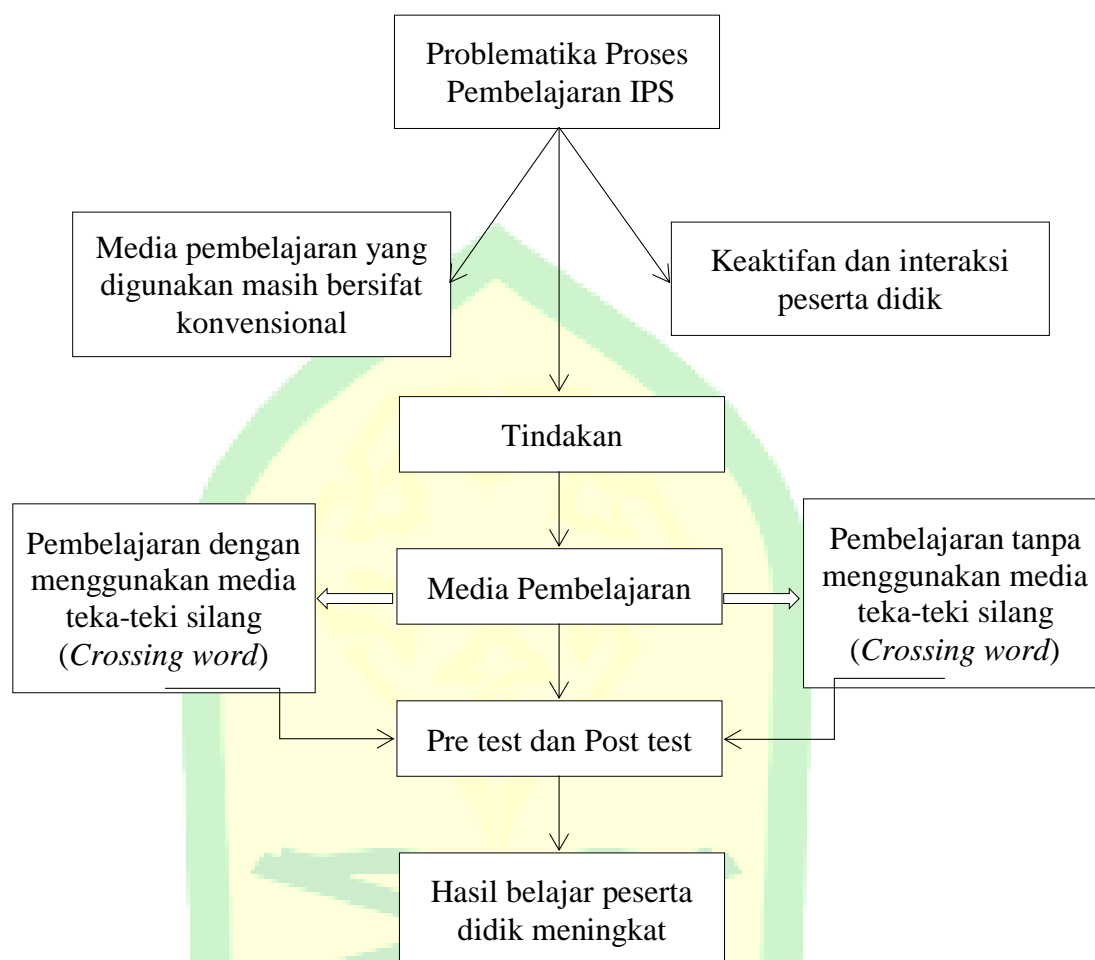 Problematika Proses
Pembelajaran IPS
Media pembelajaran yang
digunakan masih bersifat
konvensional
Keaktifan dan interaksi
peserta didik
Tindakan
Pembelajaran dengan
menggunakan media
teka-teki silang
(Crossing word)
Media Pembelajaran
Pembelajaran tanpa
menggunakan media
teka-teki silang
(Crossing word)
Pre test dan Post test
Hasil belajar peserta
didik meningkat